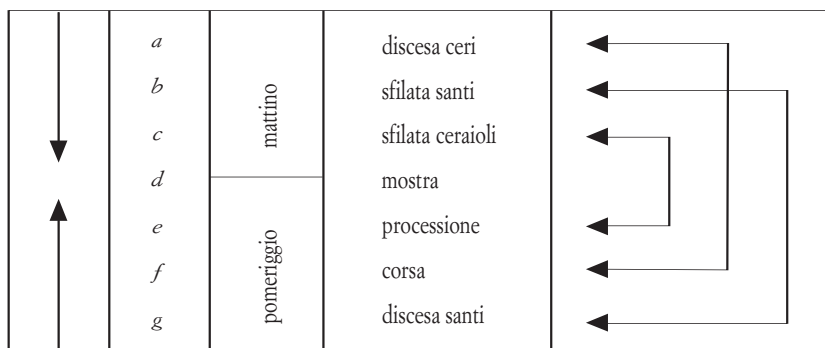 a discesa ceri
b sfilata santi
mattino
c sfilata ceraioli
d mostra
e processione
pomeriggio
f corsa
g discesa santi